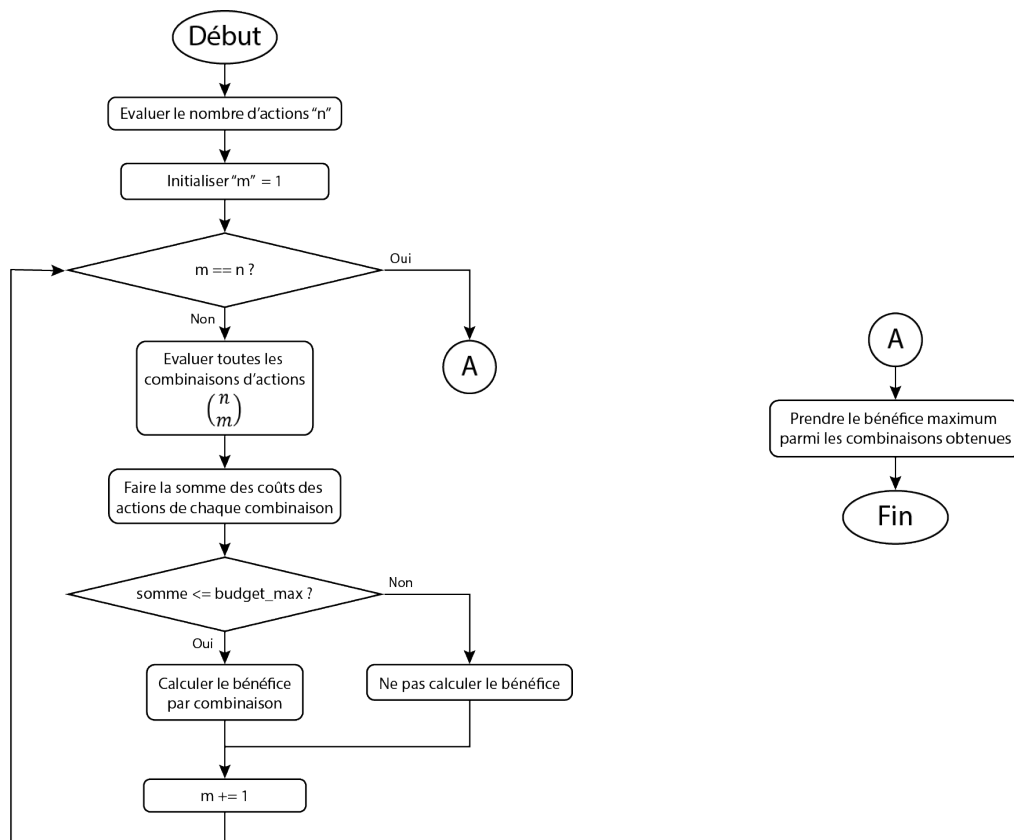 Début
Evaluer le nombre d'actions “n”
Initialiser “m” = 1
m == n ?
Oui
Non
A
Evaluer toutes les
combinaisons d'actions
(n
m)
Faire la somme des coûts des
actions de chaque combinaison
somme <= budget_max ?
Non
Oui
Calculer le bénéfice
par combinaison
Ne pas calculer le bénéfice
m += 1
A
Prendre le bénéfice maximum
parmi les combinaisons obtenues
Fin